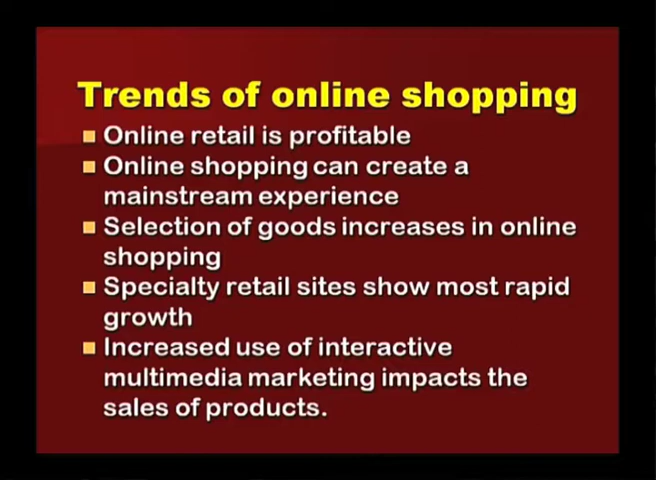 Trends of online shopping
Online retail is profitable
Online shopping can create a
mainstream experience
Selection of goods increases in online
shopping
Specialty retail sites show most rapid
growth
Increased use of interactive
multimedia marketing impacts the
sales of products.